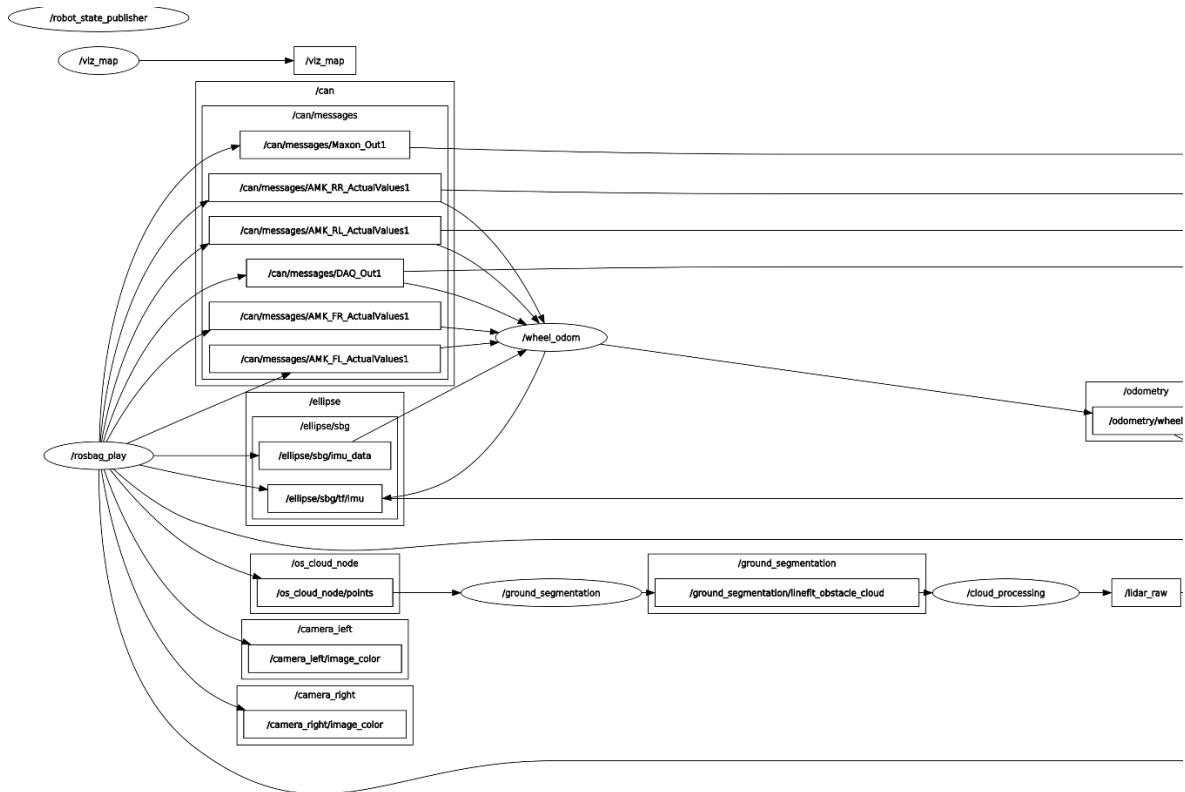 /robot_state_publisher
/viz_map
/viz_map
/can
/can/messages
/can/messages/Maxon_Out1
/can/messages/AMK_RR_ActualValues1
/can/messages/AMK_RL_ActualValues1
/can/messages/DAQ_Out1
/can/messages/AMK_FR_ActualValues1
/can/messages/AMK_FL_ActualValues1
/wheel_odom
/odometry
/odometry/wheel
/ellipse
/ellipse/sbg
/ellipse/sbg/imu_data
/ellipse/sbg/tf/imu
/rosbag_play
/os_cloud_node
/os_cloud_node/points
/ground_segmentation
/ground_segmentation
/ground_segmentation/linefit_obstacle_cloud
/cloud_processing
/lidar_raw
/camera_left
/camera_left/image_color
/camera_right
/camera_right/image_color